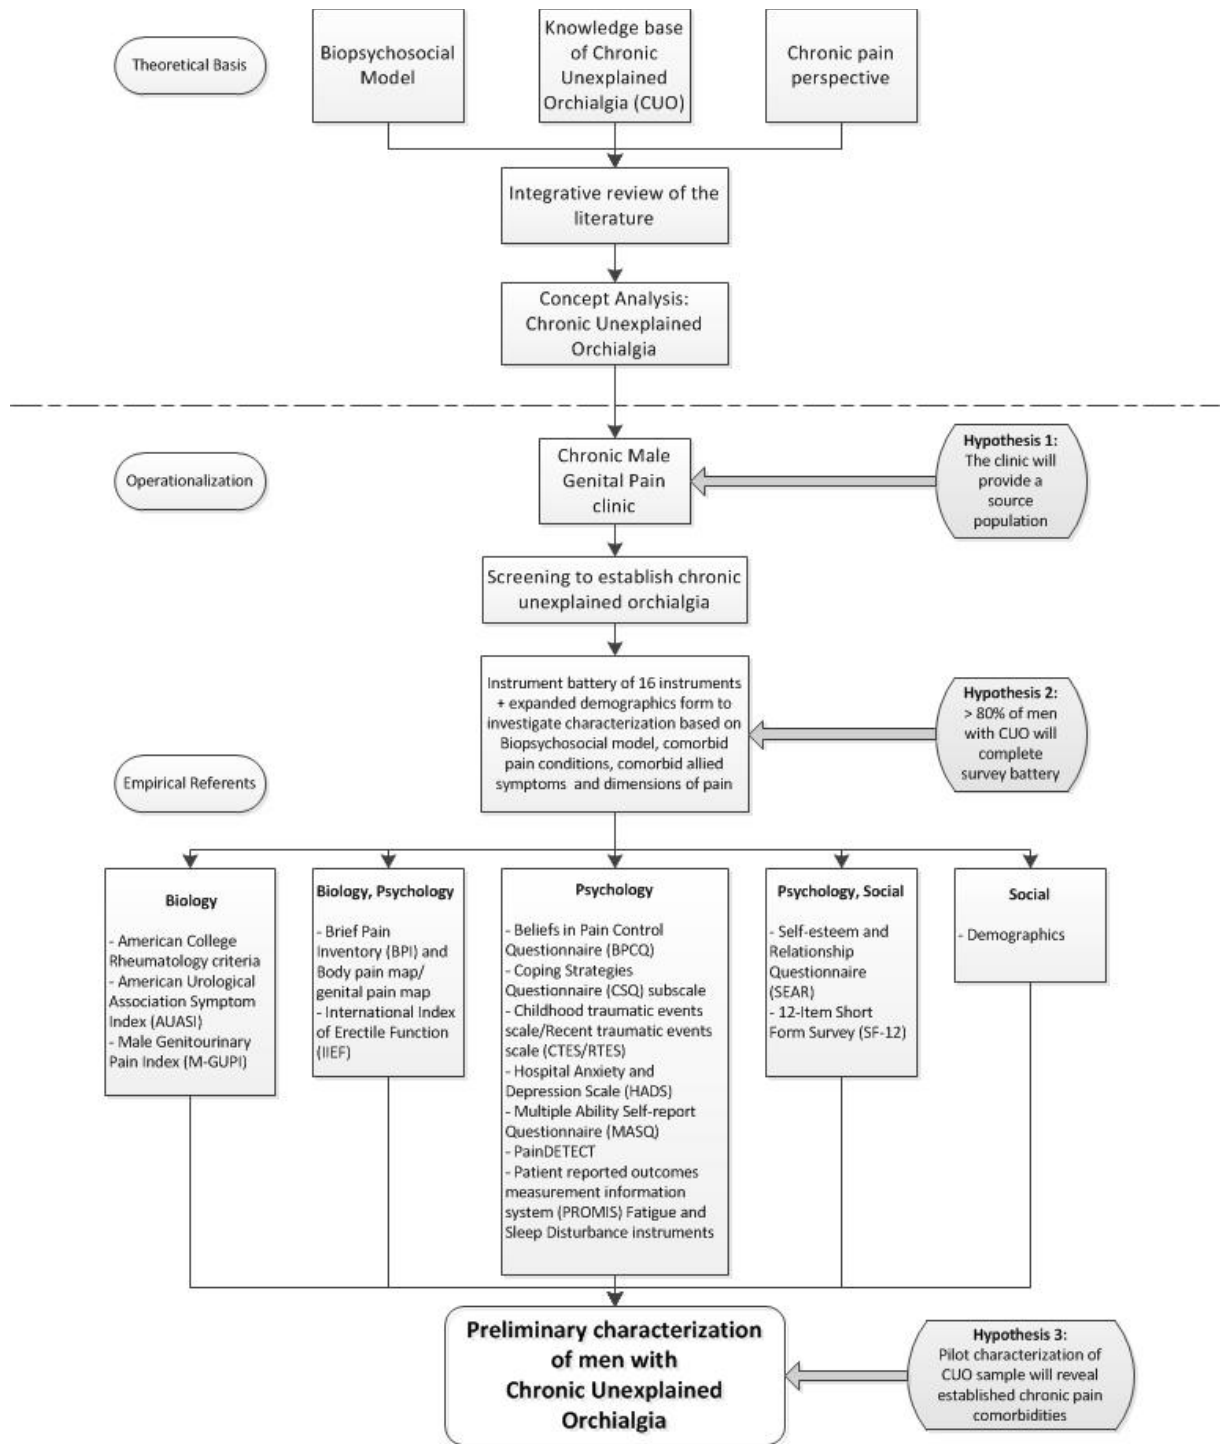 Theoretical Basis
Biopsychosocial
Model
Knowledge base
of Chronic
Unexplained
Orchialgia (CUO)
Chronic pain
perspective
Integrative review of the
literature
Concept Analysis:
Chronic Unexplained
Orchialgia
Operationalization
Chronic Male
Genital Pain
clinic
Hypothesis 1:
The clinic will
provide a
source
population
Screening to establish chronic
unexplained orchialgia
Instrument battery of 16 instruments
+ expanded demographics form to
investigate characterization based on
Biopsychosocial model, comorbid
pain conditions, comorbid allied
symptoms and dimensions of pain
Hypothesis 2:
> 80% of men
with CUO will
complete
survey battery
Empirical Referents
Biology
- American College
Rheumatology criteria
- American Urological
Association Symptom
Index (AUASI)
- Male Genitourinary
Pain Index (M-GUPI)
Biology, Psychology
- Brief Pain
Inventory (BPI) and
Body pain map/
genital pain map
- International Index
of Erectile Function
(IIEF)
Psychology
- Beliefs in Pain Control
Questionnaire (BPCQ)
- Coping Strategies
Questionnaire (CSQ) subscale
- Childhood traumatic events
scale/Recent traumatic events
scale (CTES/RTES)
- Hospital Anxiety and
Depression Scale (HADS)
- Multiple Ability Self-report
Questionnaire (MASQ)
- PainDETECT
- Patient reported outcomes
measurement information
system (PROMIS) Fatigue and
Sleep Disturbance instruments
Psychology, Social
- Self-esteem and
Relationship
Questionnaire
(SEAR)
- 12-Item Short
Form Survey (SF-12)
Social
- Demographics
Preliminary characterization
of men with
Chronic Unexplained
Orchialgia
Hypothesis 3:
Pilot characterization of
CUO sample will reveal
established chronic pain
comorbidities